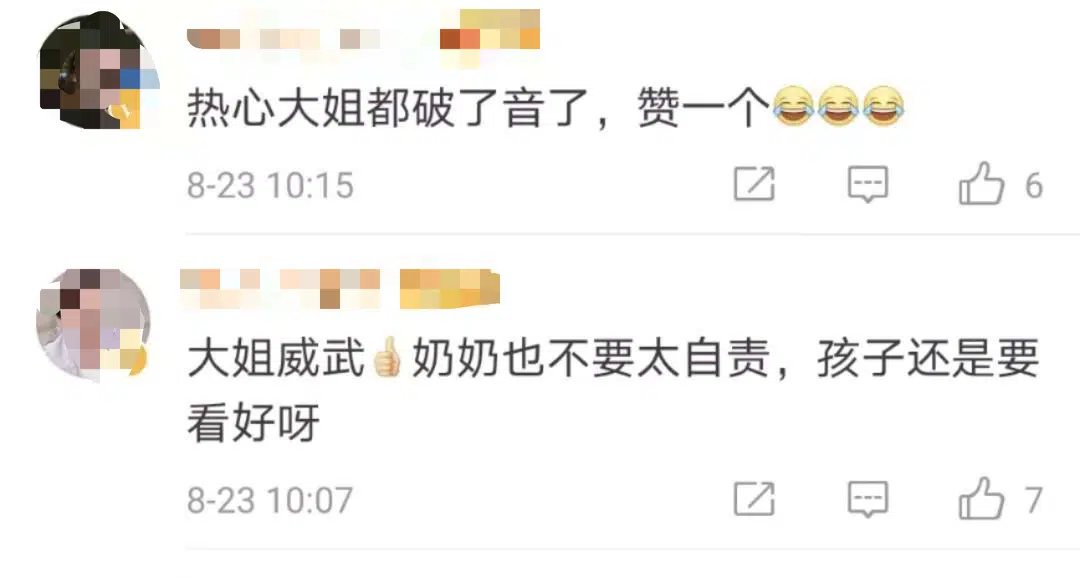 热心大姐都破了音了，赞一个😂😂😂
8-23 10:15
6
大姐威武👍奶奶也不要太自责，孩子还是要
看好呀
8-23 10:07
7